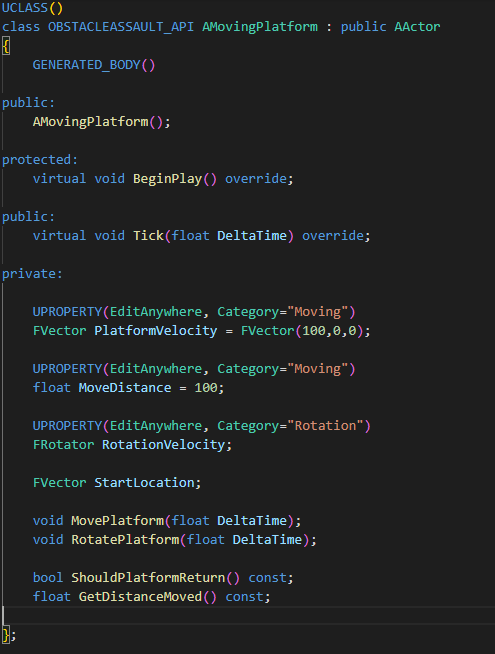 UCLASS()
class OBSTACLEASSAULT_API AMovingPlatform : public AActor
{
GENERATED_BODY()
public:
AMovingPlatform();
protected:
virtual void BeginPlay() override;
public:
virtual void Tick(float DeltaTime) override;
private:
UPROPERTY(EditAnywhere, Category="Moving")
FVector PlatformVelocity = FVector(100,0,0);
UPROPERTY(EditAnywhere, Category="Moving")
float MoveDistance = 100;
UPROPERTY(EditAnywhere, Category="Rotation")
FRotator RotationVelocity;
FVector StartLocation;
void MovePlatform(float DeltaTime);
void RotatePlatform(float DeltaTime);
bool ShouldPlatformReturn() const;
float GetDistanceMoved() const;
};